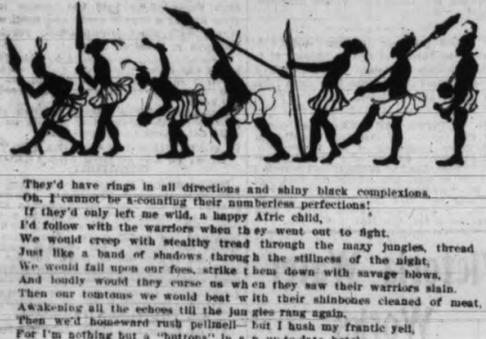 They'd have rings in all directions and shiny black complexions,
Oh, I cannot be a-counting their numberless perfections!
If they'd only left me wild, a happy Afric child,
I'd follow with the warriors when they went out to fight.
We would creep with stealthy tread through the mazy jungles, thread
Just like a band of shadows through the stillness of the night,
We would fall upon our foes, strike them down with savage blows,
And loudly would they curse us when they saw their warriors slain.
Then our tomtoms we would beat with their shinbones cleaned of meat,
Awakening all the echoes till the jungles rang again.
Then we'd homeward rush pellmell—but I hush my frantic yell,
For I'm nothing but a "buttons" in